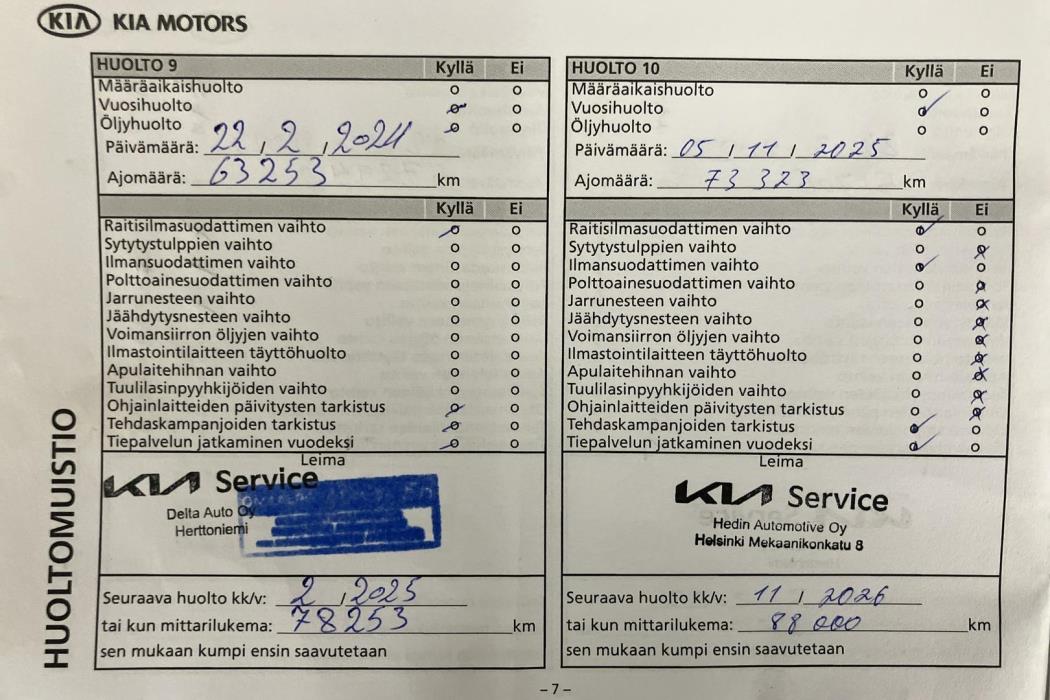 KIA KIA MOTORS
HUOLTOMUISTIO
HUOLTO 9 Kyllä Ei
Määräaikaishuolto
Vuosihuolto
Öljyhuolto
Päivämäärä: 22 / 2 / 2024
Ajomäärä: 63253 km
Kyllä Ei
Raitisilmasuodattimen vaihto
Sytytystulppien vaihto
Ilmansuodattimen vaihto
Polttoainesuodattimen vaihto
Jarrunesteen vaihto
Jäähdytysnesteen vaihto
Voimansiirron öljyjen vaihto
Ilmastointilaitteen täyttöhuolto
Apulaitehihnan vaihto
Tuulilasinpyyhkijöiden vaihto
Ohjainlaitteiden päivitysten tarkistus
Tehdaskampanjoiden tarkistus
Tiepalvelun jatkaminen vuodeksi
Leima
KIA Service
Delta Auto Oy
Herttoniemi
Seuraava huolto kk/v: 2 / 2025
tai kun mittarilukema: 78253 km
sen mukaan kumpi ensin saavutetaan
HUOLTO 10 Kyllä Ei
Määräaikaishuolto
Vuosihuolto
Öljyhuolto
Päivämäärä: 05 / 11 / 2025
Ajomäärä: 73 323 km
Kyllä Ei
Raitisilmasuodattimen vaihto
Sytytystulppien vaihto
Ilmansuodattimen vaihto
Polttoainesuodattimen vaihto
Jarrunesteen vaihto
Jäähdytysnesteen vaihto
Voimansiirron öljyjen vaihto
Ilmastointilaitteen täyttöhuolto
Apulaitehihnan vaihto
Tuulilasinpyyhkijöiden vaihto
Ohjainlaitteiden päivitysten tarkistus
Tehdaskampanjoiden tarkistus
Tiepalvelun jatkaminen vuodeksi
Leima
KIA Service
Hedin Automotive Oy
Helsinki Mekaanikonkatu 8
Seuraava huolto kk/v: 11 / 2026
tai kun mittarilukema: 88 000 km
sen mukaan kumpi ensin saavutetaan
– 7 –